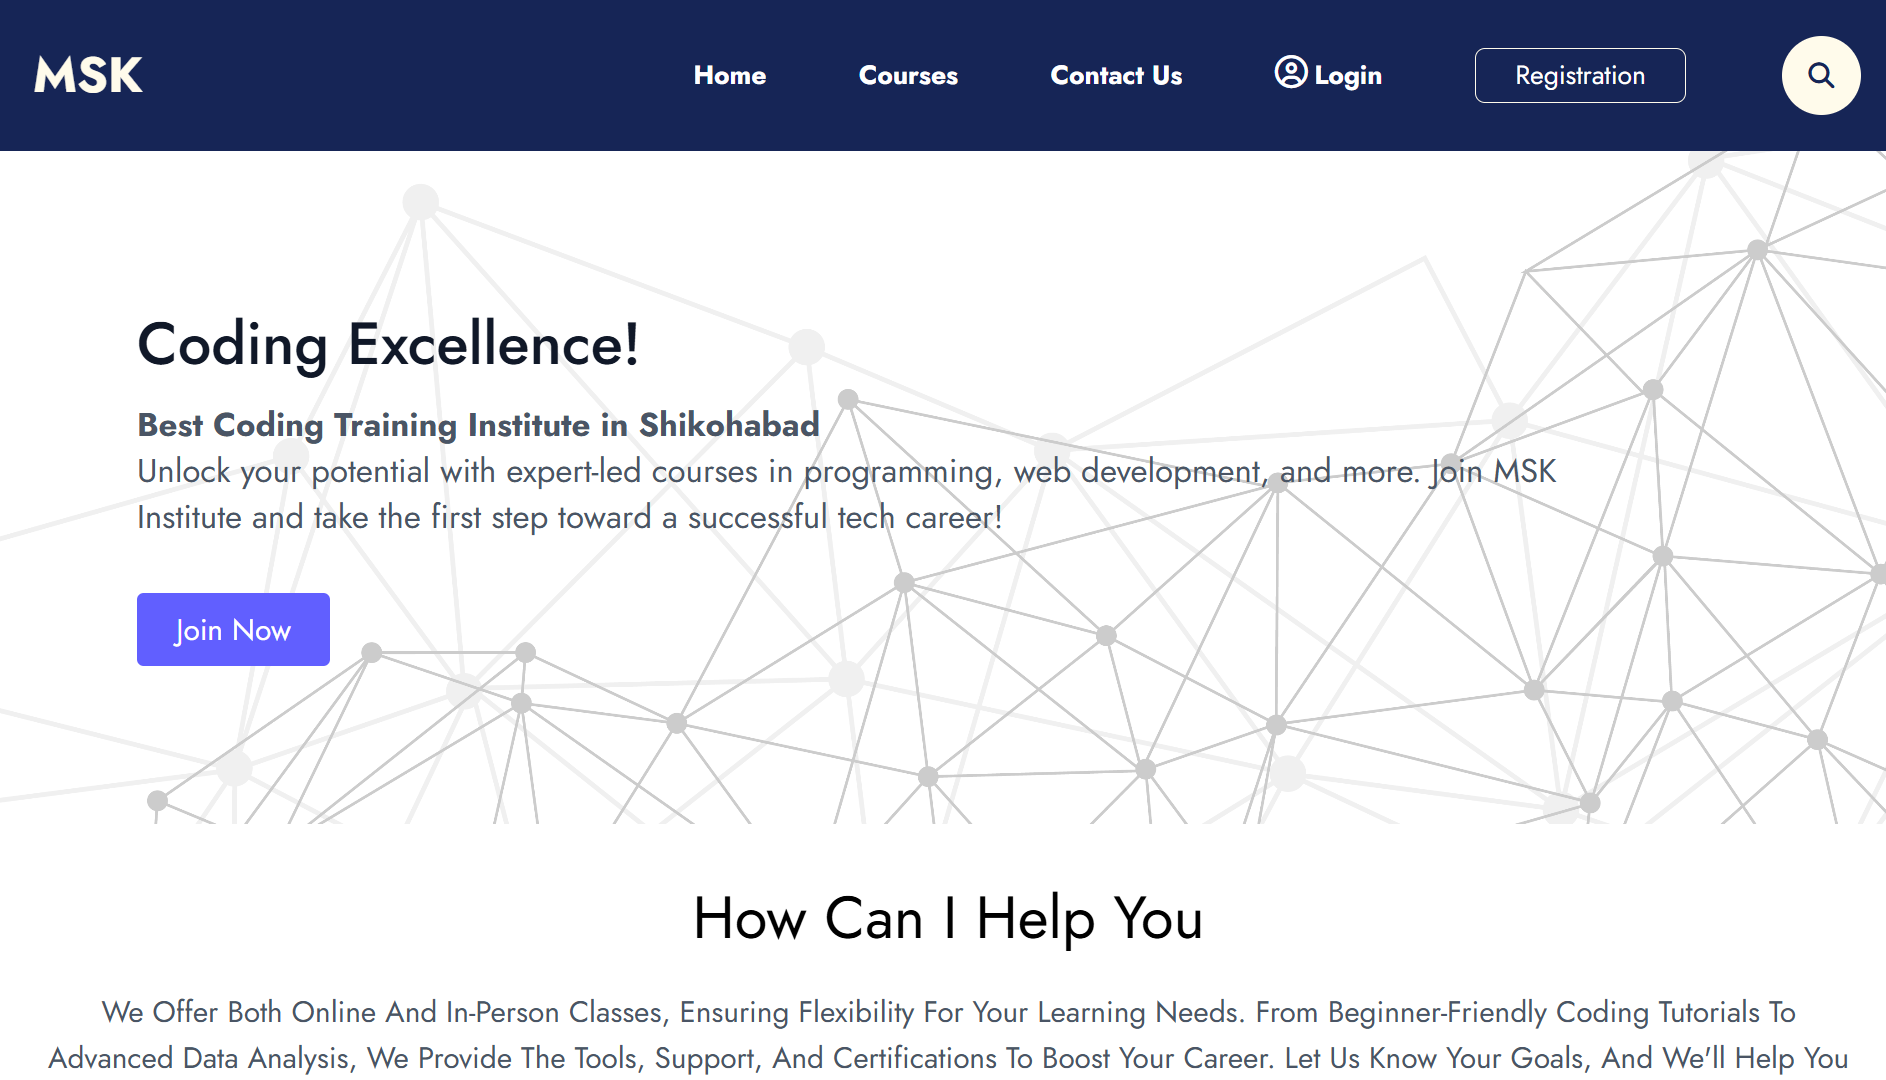 MSK
Home
Courses
Contact Us
Login
Registration
Coding Excellence!
Best Coding Training Institute in Shikohabad
Unlock your potential with expert-led courses in programming, web development, and more. Join MSK
Institute and take the first step toward a successful tech career!
Join Now
How Can I Help You
We Offer Both Online And In-Person Classes, Ensuring Flexibility For Your Learning Needs. From Beginner-Friendly Coding Tutorials To
Advanced Data Analysis, We Provide The Tools, Support, And Certifications To Boost Your Career. Let Us Know Your Goals, And We'll Help You